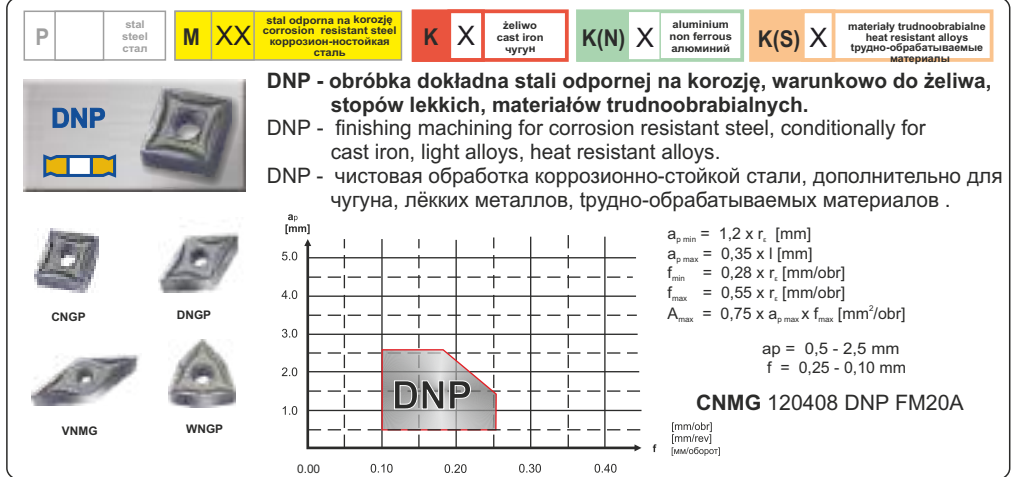 P
stal
steel
стал
M XX
stal odporna na korozję
corrosion resistant steel
коррозион-ностойкая
сталь
K X
żeliwo
cast iron
чугун
K(N) X
aluminium
non ferrous
алюминий
K(S) X
materiały trudnoobrabialne
heat resistant alloys
tрудно-обрабатываемые
материалы
DNP
DNP - obróbka dokładna stali odpornej na korozję, warunkowo do żeliwa,
stopów lekkich, materiałów trudnoobrabialnych.
DNP - finishing machining for corrosion resistant steel, conditionally for
cast iron, light alloys, heat resistant alloys.
DNP - чистовая обработка коррозионно-стойкой стали, дополнительно для
чугуна, лёкких металлов, tрудно-обрабатываемых материалов .
CNGP
DNGP
VNMG
WNGP
ap
[mm]
5.0
4.0
3.0
2.0
1.0
DNP
0.00 0.10 0.20 0.30 0.40
f
[mm/obr]
[mm/rev]
[мм/оборот]
ap min = 1,2 x rε [mm]
ap max = 0,35 x l [mm]
fmin = 0,28 x rε [mm/obr]
fmax = 0,55 x rε [mm/obr]
Amax = 0,75 x ap max x fmax [mm²/obr]
ap = 0,5 - 2,5 mm
f = 0,25 - 0,10 mm
CNMG 120408 DNP FM20A